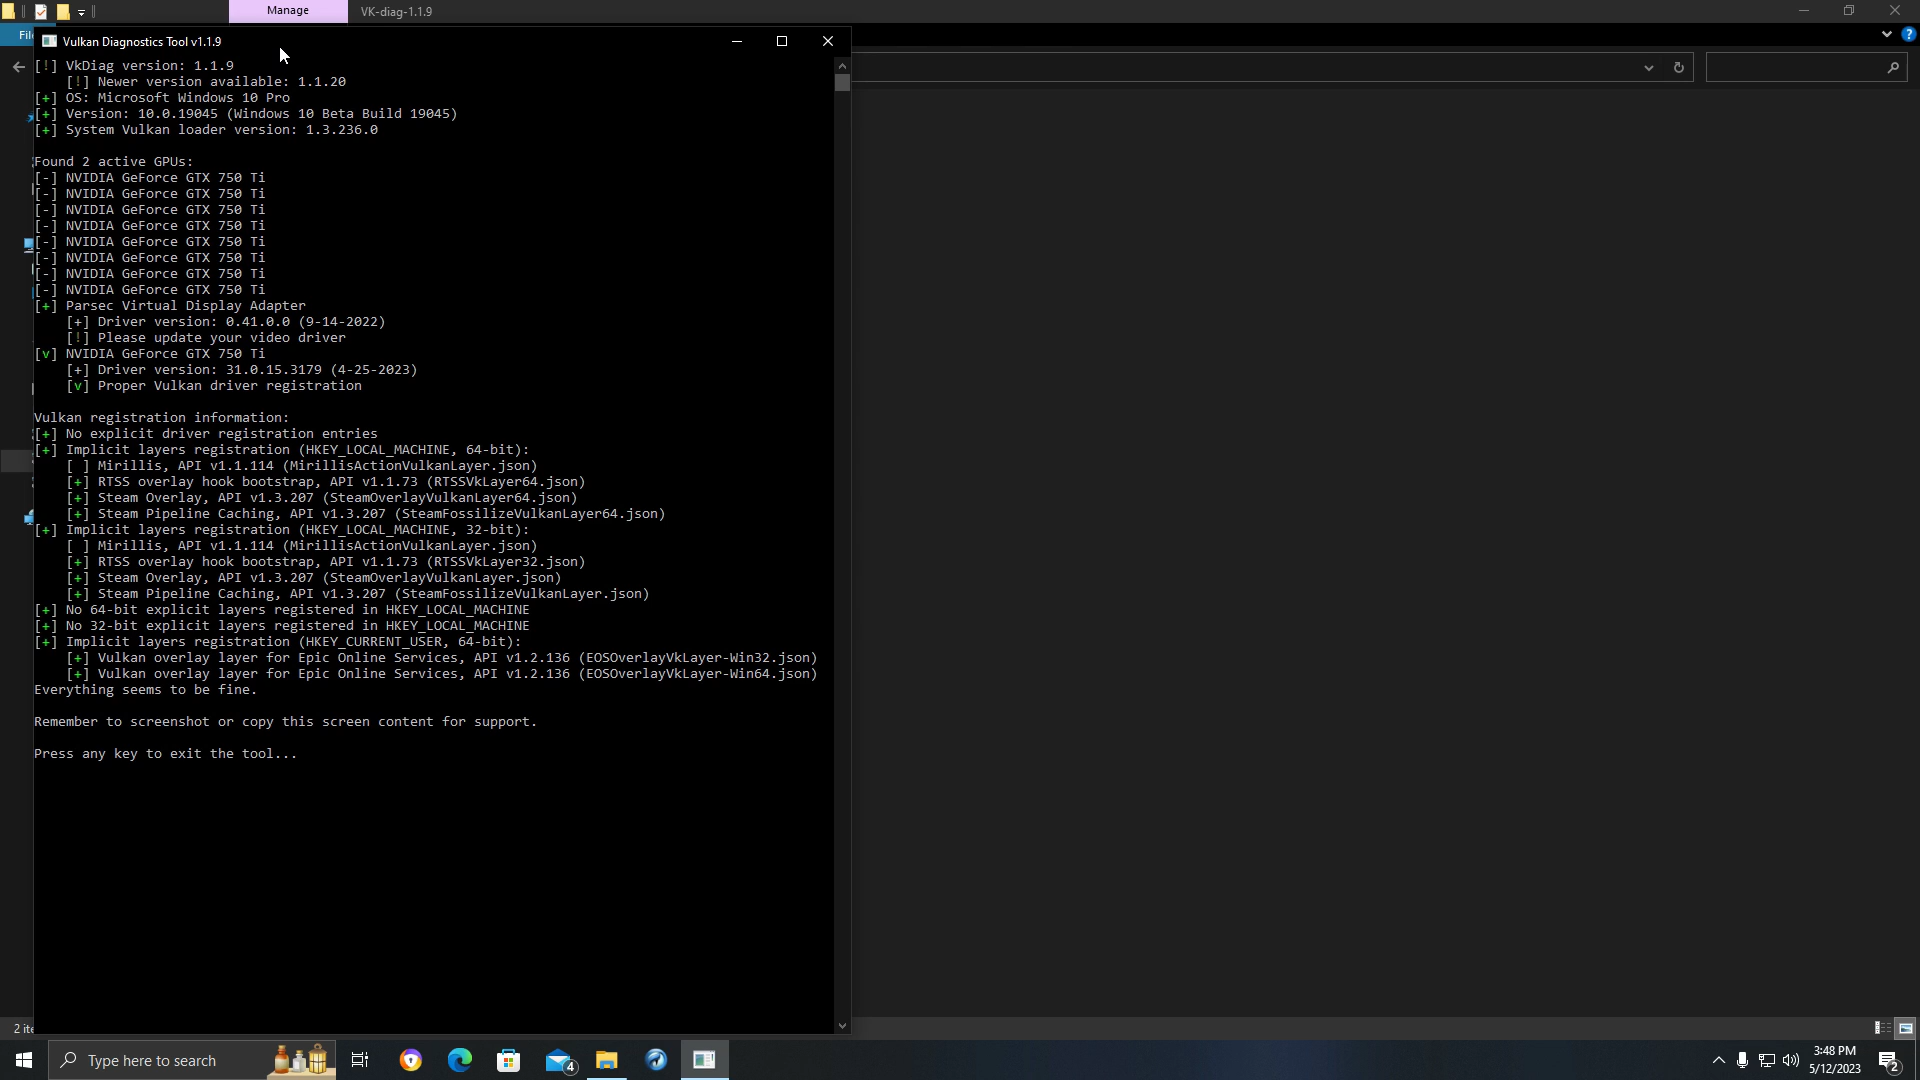 Manage
VK-diag-1.1.9
Fil
Vulkan Diagnostics Tool v1.1.9
[!] VkDiag version: 1.1.9
[!] Newer version available: 1.1.20
[+] OS: Microsoft Windows 10 Pro
[+] Version: 10.0.19045 (Windows 10 Beta Build 19045)
[+] System Vulkan loader version: 1.3.236.0
Found 2 active GPUs:
[-] NVIDIA GeForce GTX 750 Ti
[-] NVIDIA GeForce GTX 750 Ti
[-] NVIDIA GeForce GTX 750 Ti
[-] NVIDIA GeForce GTX 750 Ti
[-] NVIDIA GeForce GTX 750 Ti
[-] NVIDIA GeForce GTX 750 Ti
[-] NVIDIA GeForce GTX 750 Ti
[-] NVIDIA GeForce GTX 750 Ti
[+] Parsec Virtual Display Adapter
[+] Driver version: 0.41.0.0 (9-14-2022)
[!] Please update your video driver
[v] NVIDIA GeForce GTX 750 Ti
[+] Driver version: 31.0.15.3179 (4-25-2023)
[v] Proper Vulkan driver registration
Vulkan registration information:
[+] No explicit driver registration entries
[+] Implicit layers registration (HKEY_LOCAL_MACHINE, 64-bit):
[ ] Mirillis, API v1.1.114 (MirillisActionVulkanLayer.json)
[+] RTSS overlay hook bootstrap, API v1.1.73 (RTSSVkLayer64.json)
[+] Steam Overlay, API v1.3.207 (SteamOverlayVulkanLayer64.json)
[+] Steam Pipeline Caching, API v1.3.207 (SteamFossilizeVulkanLayer64.json)
[+] Implicit layers registration (HKEY_LOCAL_MACHINE, 32-bit):
[ ] Mirillis, API v1.1.114 (MirillisActionVulkanLayer.json)
[+] RTSS overlay hook bootstrap, API v1.1.73 (RTSSVkLayer32.json)
[+] Steam Overlay, API v1.3.207 (SteamOverlayVulkanLayer.json)
[+] Steam Pipeline Caching, API v1.3.207 (SteamFossilizeVulkanLayer.json)
[+] No 64-bit explicit layers registered in HKEY_LOCAL_MACHINE
[+] No 32-bit explicit layers registered in HKEY_LOCAL_MACHINE
[+] Implicit layers registration (HKEY_CURRENT_USER, 64-bit):
[+] Vulkan overlay layer for Epic Online Services, API v1.2.136 (EOSOverlayVkLayer-Win32.json)
[+] Vulkan overlay layer for Epic Online Services, API v1.2.136 (EOSOverlayVkLayer-Win64.json)
Everything seems to be fine.
Remember to screenshot or copy this screen content for support.
Press any key to exit the tool...
2 ite
Type here to search
4
3:48 PM
5/12/2023
2